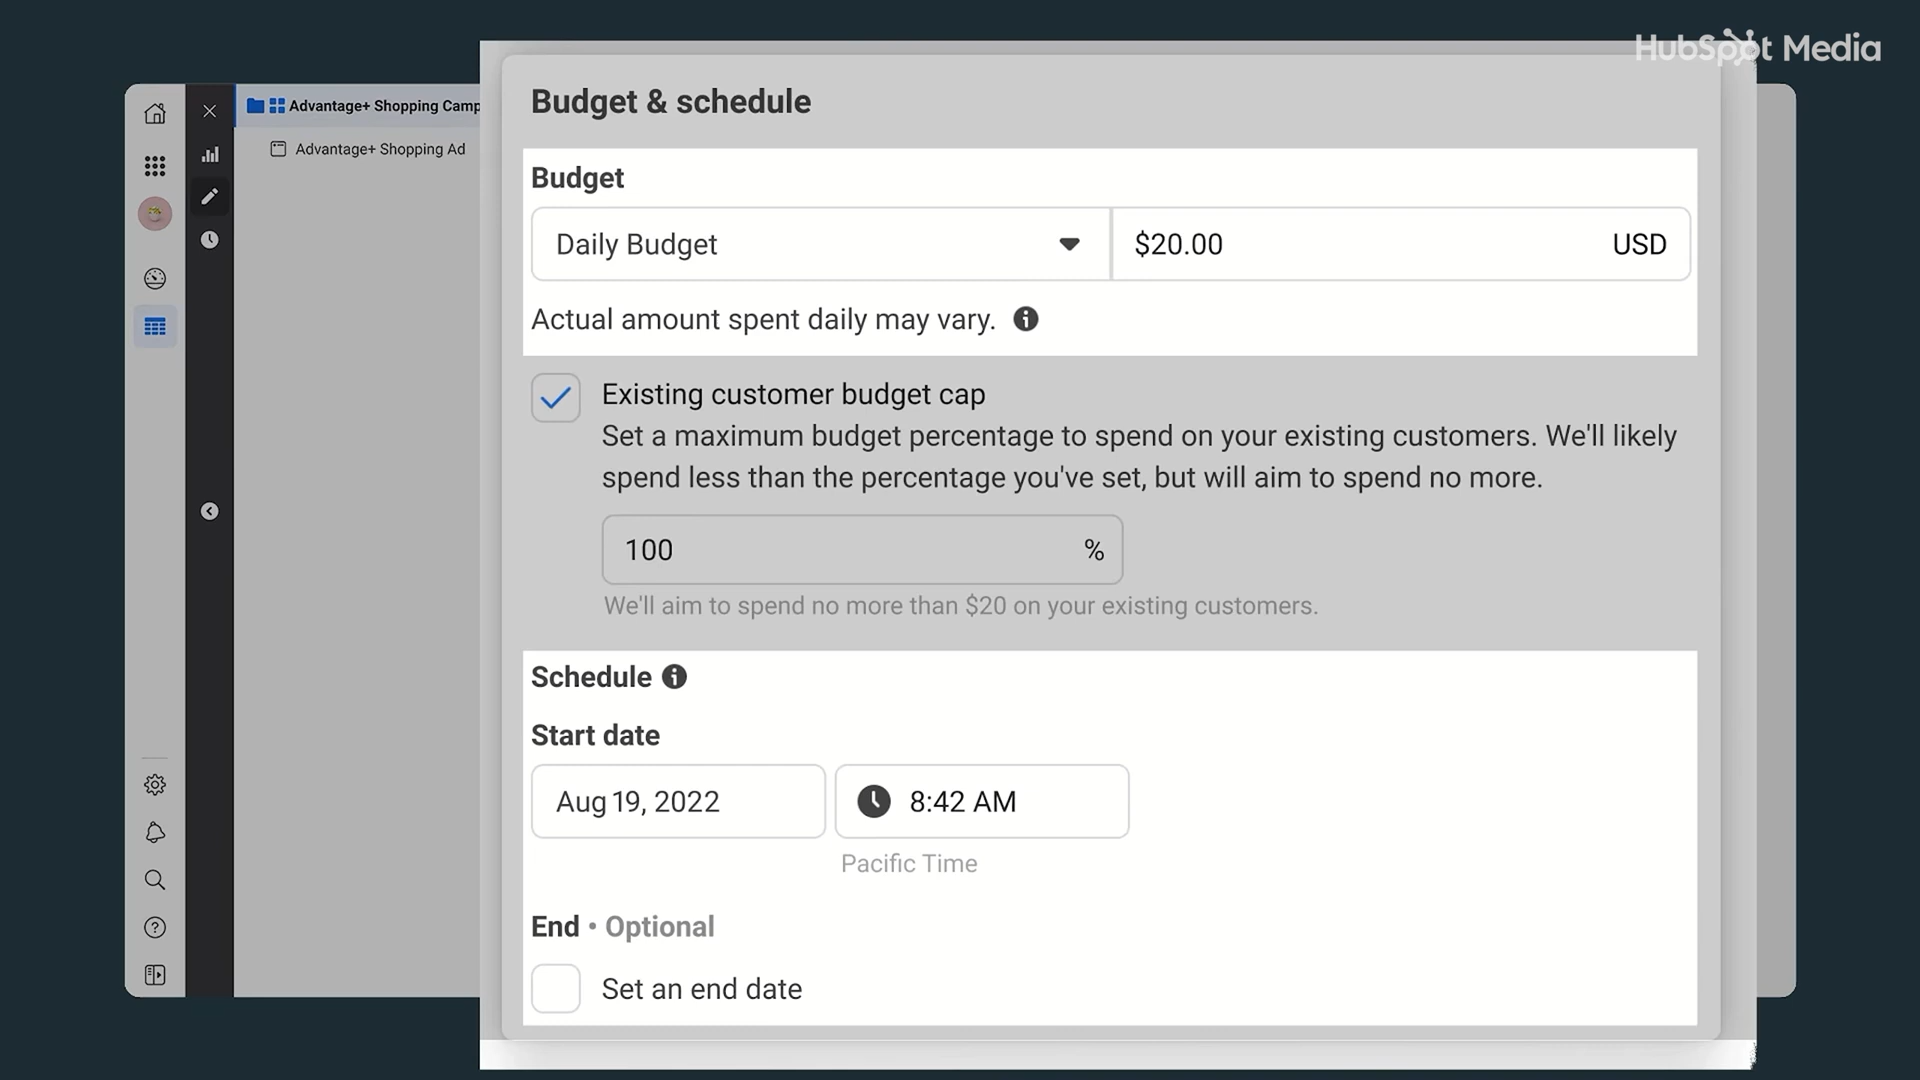 HubSpot Media
Advantage+ Shopping Camp
Advantage+ Shopping Ad
Budget & schedule
Budget
Daily Budget
$20.00 USD
Actual amount spent daily may vary.
Existing customer budget cap
Set a maximum budget percentage to spend on your existing customers. We'll likely
spend less than the percentage you've set, but will aim to spend no more.
100 %
We'll aim to spend no more than $20 on your existing customers.
Schedule
Start date
Aug 19, 2022
8:42 AM
Pacific Time
End • Optional
Set an end date